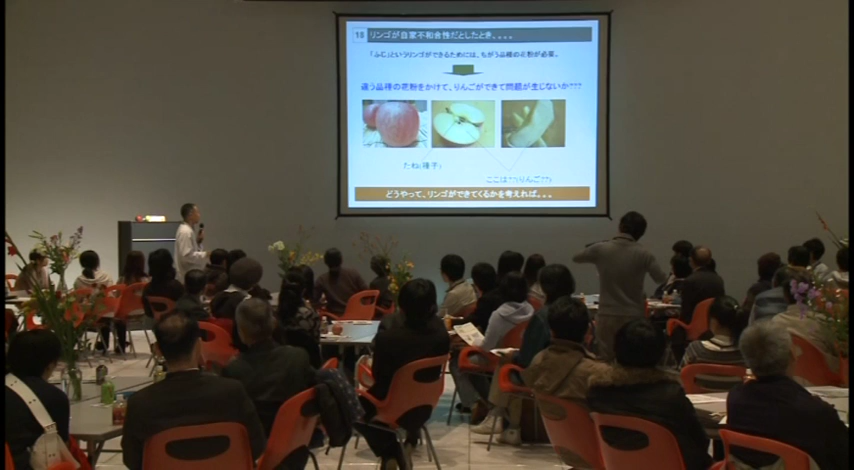 18 リンゴが自家不和合性だとしたとき、、、、
「ふじ」というリンゴができるためには、ちがう品種の花粉が必要。
違う品種の花粉をかけて、りんごができて問題が生じないか???
たね(種子)
ここは??りんご??
どうやって、リンゴができてくるかを考えれば。。。